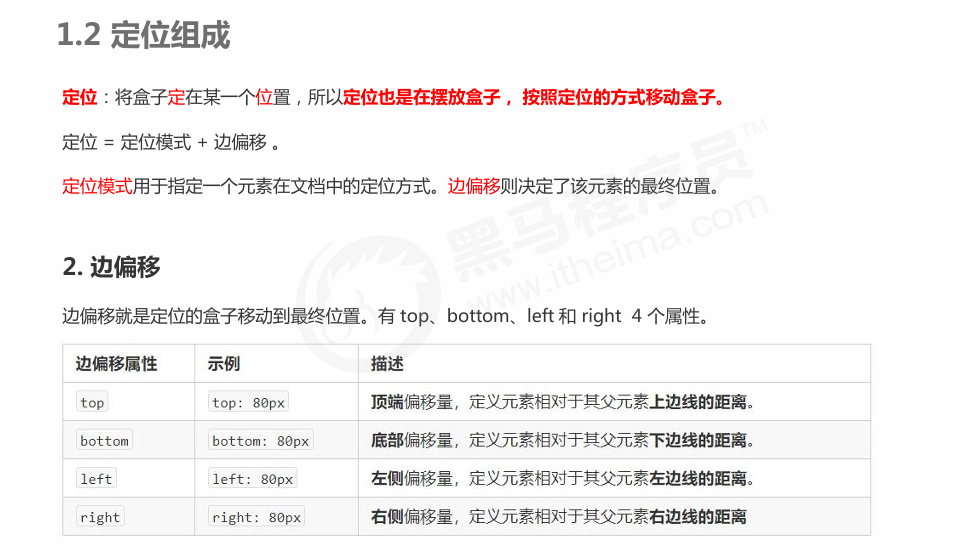 1.2 定位组成
定位：将盒子定在某一个位置，所以定位也是在摆放盒子， 按照定位的方式移动盒子。
定位 = 定位模式 + 边偏移 。
定位模式用于指定一个元素在文档中的定位方式。边偏移则决定了该元素的最终位置。
黑马程序员™
www.itheima.com
2. 边偏移
边偏移就是定位的盒子移动到最终位置。有 top、bottom、left 和 right 4 个属性。
边偏移属性 示例 描述
top top: 80px 顶端偏移量，定义元素相对于其父元素上边线的距离。
bottom bottom: 80px 底部偏移量，定义元素相对于其父元素下边线的距离。
left left: 80px 左侧偏移量，定义元素相对于其父元素左边线的距离。
right right: 80px 右侧偏移量，定义元素相对于其父元素右边线的距离